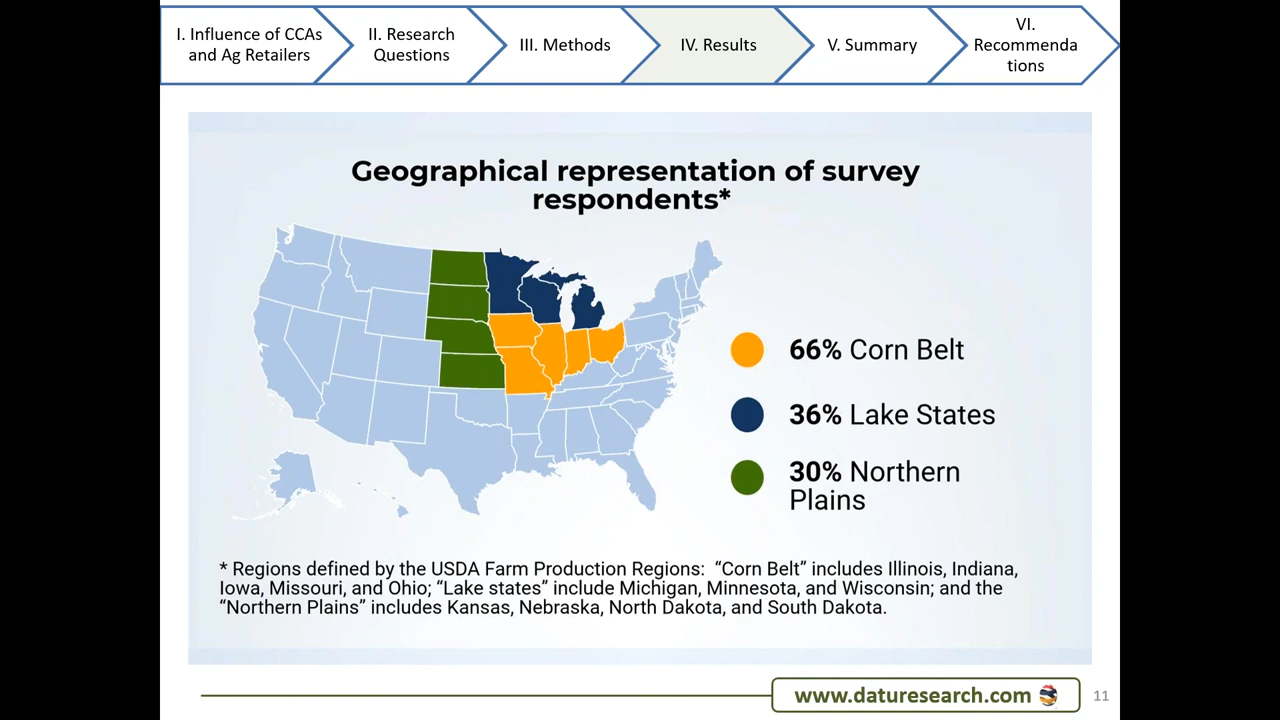 I. Influence of CCAs
and Ag Retailers
II. Research
Questions
III. Methods
IV. Results
V. Summary
VI.
Recommenda
tions
Geographical representation of survey
respondents*
66% Corn Belt
36% Lake States
30% Northern
Plains
* Regions defined by the USDA Farm Production Regions:  “Corn Belt” includes Illinois, Indiana,
Iowa, Missouri, and Ohio; “Lake states” include Michigan, Minnesota, and Wisconsin; and the
“Northern Plains” includes Kansas, Nebraska, North Dakota, and South Dakota.
www.daturesearch.com
11